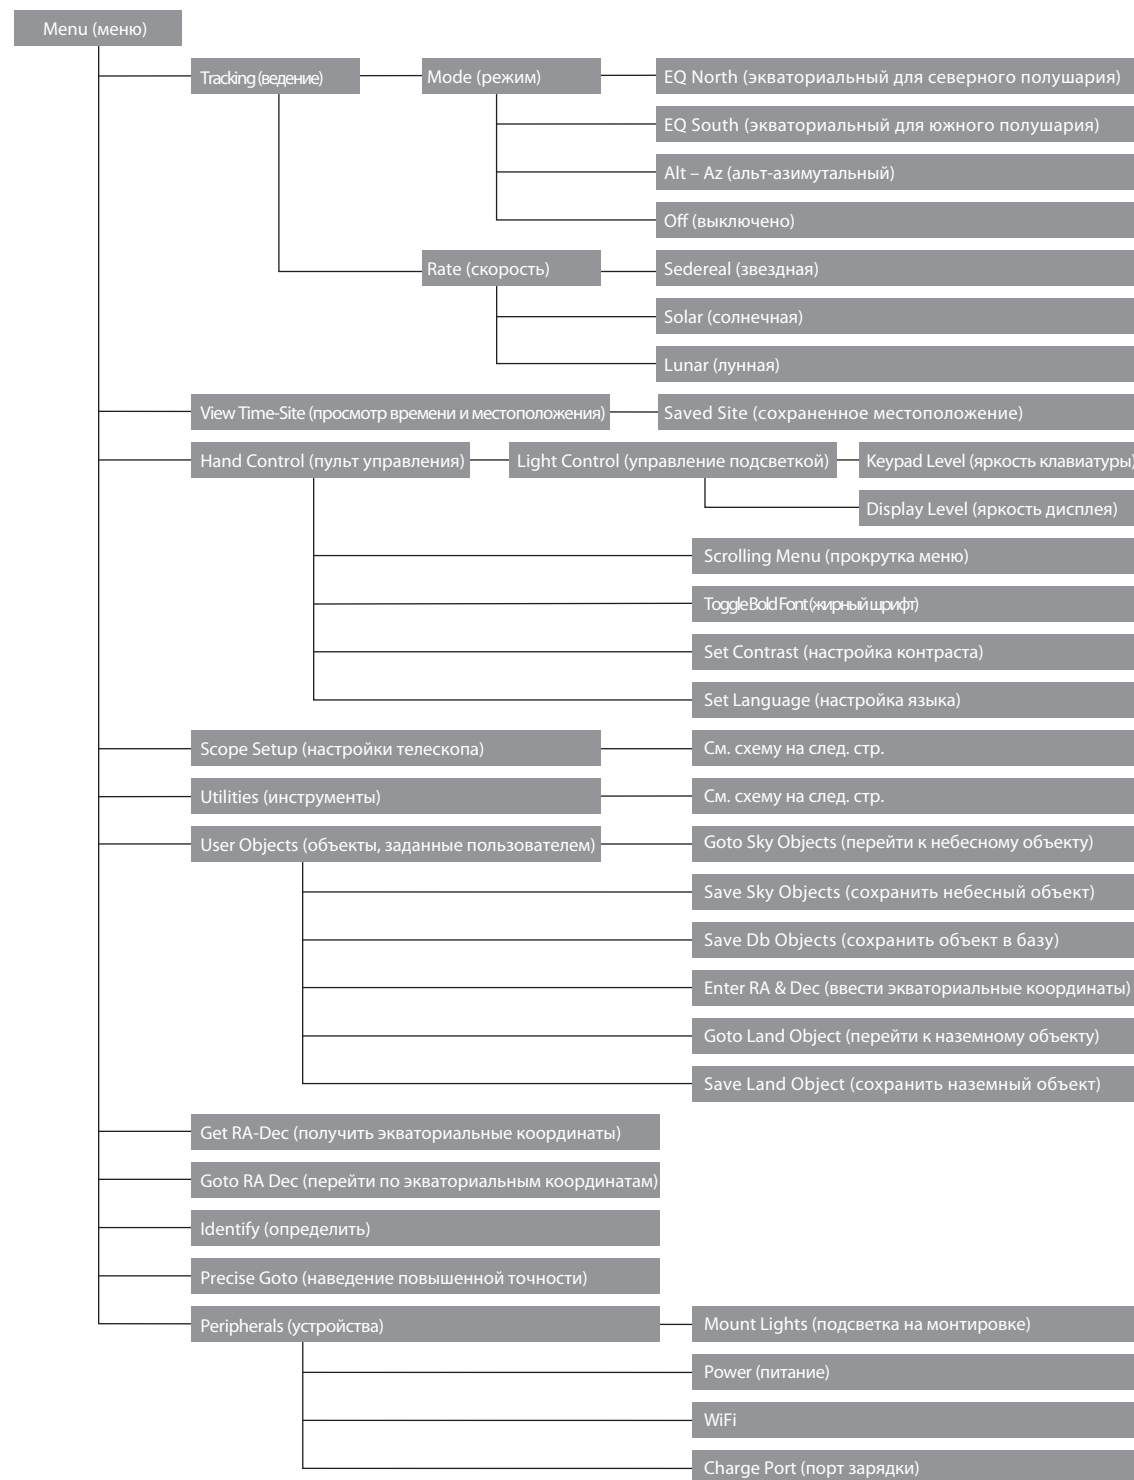 Menu (меню)
Tracking (ведение)
Mode (режим)
EQ North (экваториальный для северного полушария)
EQ South (экваториальный для южного полушария)
Alt – Az (альт-азимутальный)
Off (выключено)
Rate (скорость)
Sedereal (звездная)
Solar (солнечная)
Lunar (лунная)
View Time-Site (просмотр времени и местоположения)
Saved Site (сохраненное местоположение)
Hand Control (пульт управления)
Light Control (управление подсветкой)
Keypad Level (яркость клавиатуры)
Display Level (яркость дисплея)
Scrolling Menu (прокрутка меню)
Toggle Bold Font (жирный шрифт)
Set Contrast (настройка контраста)
Set Language (настройка языка)
Scope Setup (настройки телескопа)
См. схему на след. стр.
Utilities (инструменты)
См. схему на след. стр.
User Objects (объекты, заданные пользователем)
Goto Sky Objects (перейти к небесному объекту)
Save Sky Objects (сохранить небесный объект)
Save Db Objects (сохранить объект в базу)
Enter RA & Dec (ввести экваториальные координаты)
Goto Land Object (перейти к наземному объекту)
Save Land Object (сохранить наземный объект)
Get RA-Dec (получить экваториальные координаты)
Goto RA Dec (перейти по экваториальным координатам)
Identify (определить)
Precise Goto (наведение повышенной точности)
Peripherals (устройства)
Mount Lights (подсветка на монтировке)
Power (питание)
WiFi
Charge Port (порт зарядки)